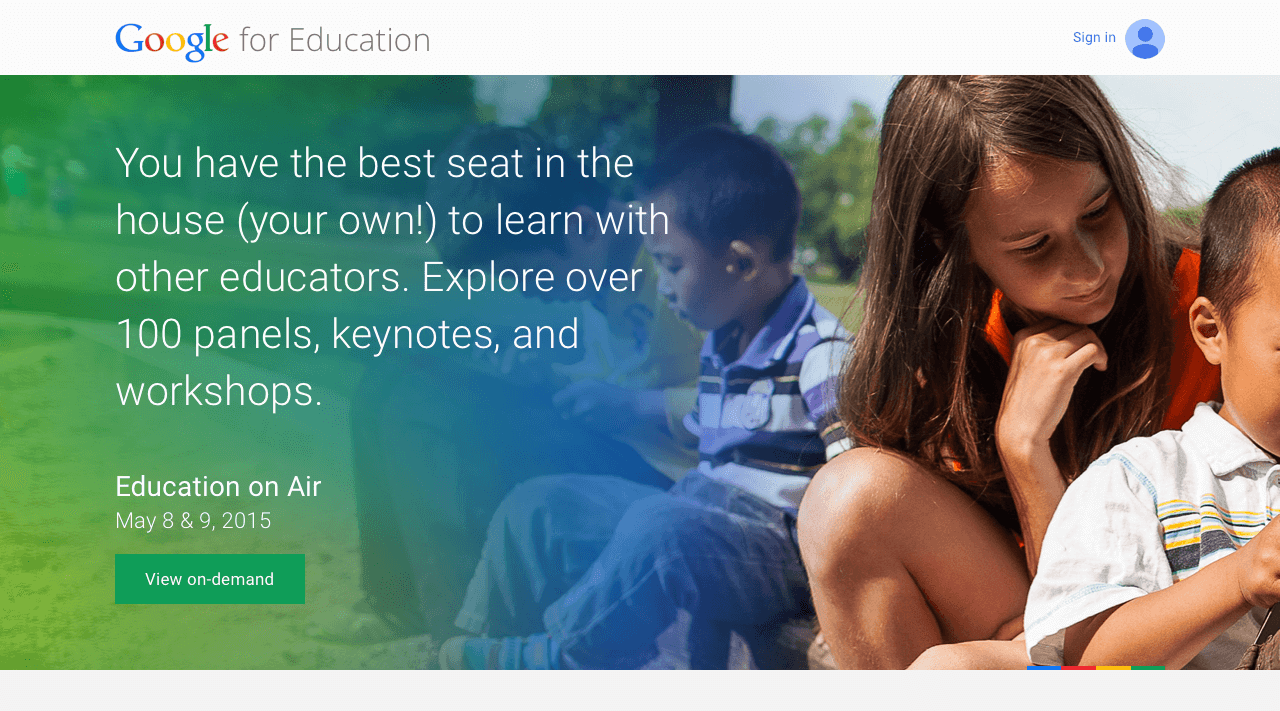 Google for Education
Sign in
You have the best seat in the
house (your own!) to learn with
other educators. Explore over
100 panels, keynotes, and
workshops.
Education on Air
May 8 & 9, 2015
View on-demand